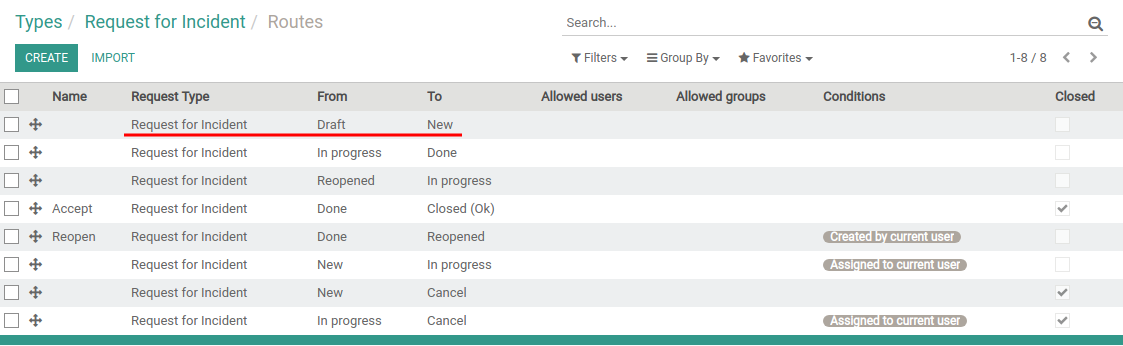 Types / Request for Incident / Routes
Search...
CREATE IMPORT
Filters Group By Favorites 1-8 / 8
Name Request Type From To Allowed users Allowed groups Conditions Closed
Request for Incident Draft New
Request for Incident In progress Done
Request for Incident Reopened In progress
Accept Request for Incident Done Closed (Ok)
Reopen Request for Incident Done Reopened Created by current user
Request for Incident New In progress Assigned to current user
Request for Incident New Cancel
Request for Incident In progress Cancel Assigned to current user